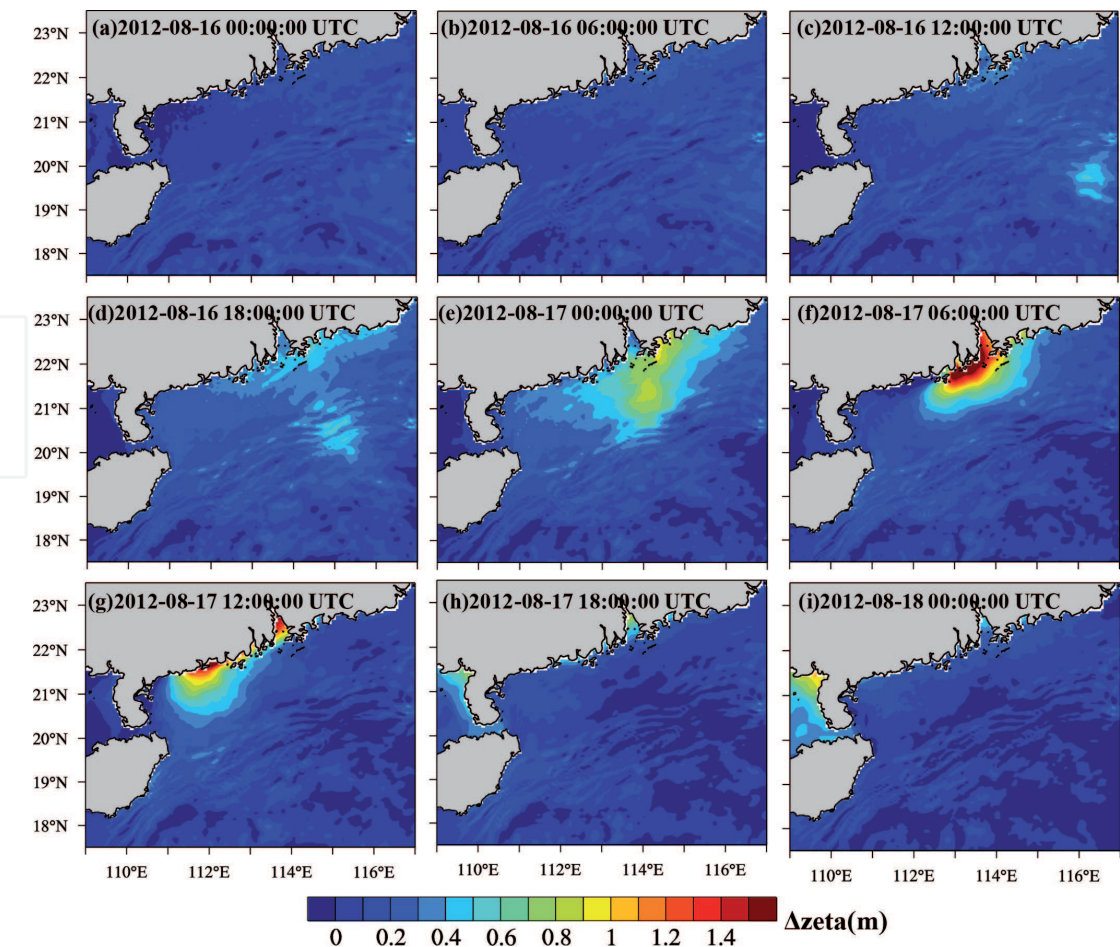 (a)2012-08-16 00:00:00 UTC
(b)2012-08-16 06:00:00 UTC
(c)2012-08-16 12:00:00 UTC
23°N
22°N
21°N
20°N
19°N
18°N
(d)2012-08-16 18:00:00 UTC
(e)2012-08-17 00:00:00 UTC
(f)2012-08-17 06:00:00 UTC
23°N
22°N
21°N
20°N
19°N
18°N
(g)2012-08-17 12:00:00 UTC
(h)2012-08-17 18:00:00 UTC
(i)2012-08-18 00:00:00 UTC
23°N
22°N
21°N
20°N
19°N
18°N
110°E 112°E 114°E 116°E
110°E 112°E 114°E 116°E
110°E 112°E 114°E 116°E
0 0.2 0.4 0.6 0.8 1 1.2 1.4
Δzeta(m)